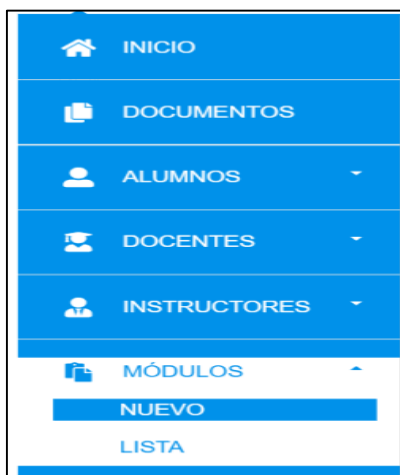 INICIO
DOCUMENTOS
ALUMNOS
DOCENTES
INSTRUCTORES
MÓDULOS
NUEVO
LISTA